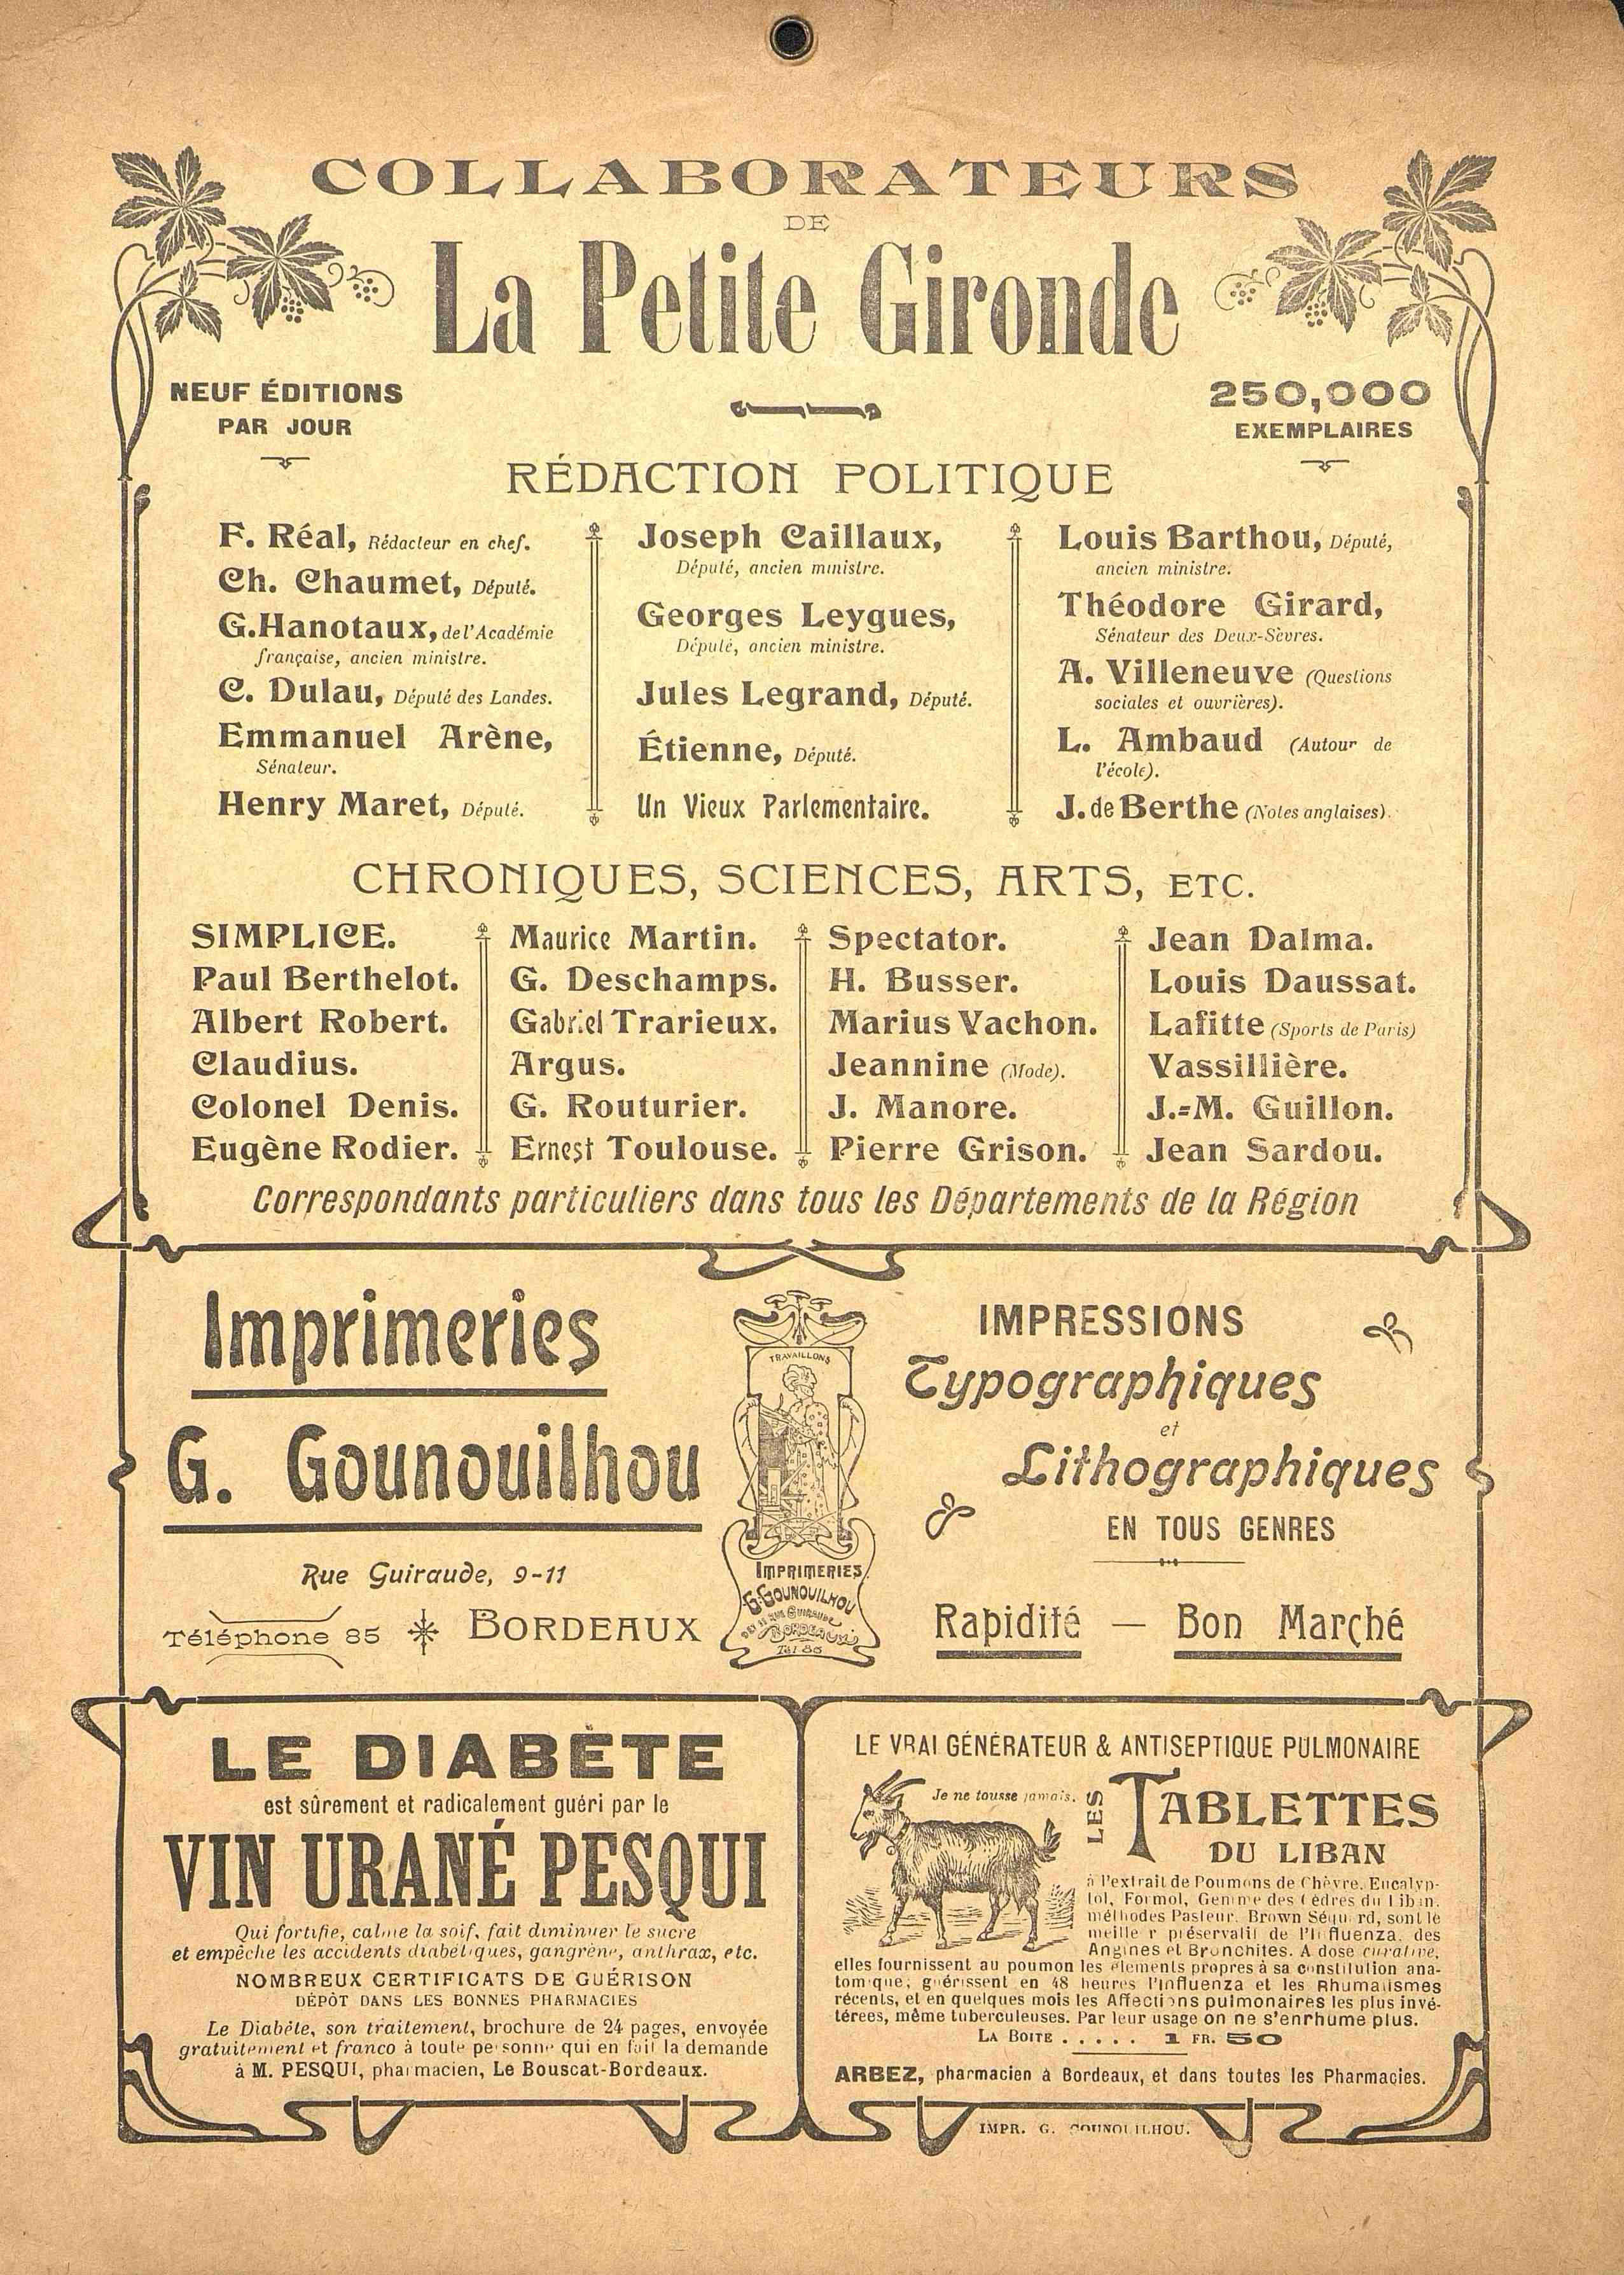 COLLABORATEURS
DE
La Petite Gironde
NEUF ÉDITIONS
PAR JOUR
250,000
EXEMPLAIRES
RÉDACTION POLITIQUE
F. Réal, Rédacteur en chef.
Ch. Chaumet, Député.
G. Hanotaux, de l'Académie
française, ancien ministre.
C. Dulau, Député des Landes.
Emmanuel Arène,
Sénateur.
Henry Maret, Député.
Joseph Caillaux,
Député, ancien ministre.
Georges Leygues,
Député, ancien ministre.
Jules Legrand, Député.
Étienne, Député.
Un Vieux Parlementaire.
Louis Barthou, Député,
ancien ministre.
Théodore Girard,
Sénateur des Deux-Sèvres.
A. Villeneuve (Questions
sociales et ouvrières).
L. Ambaud (Autour de
l'école).
J. de Berthe (Notes anglaises).
CHRONIQUES, SCIENCES, ARTS, ETC.
SIMPLICE.
Paul Berthelot.
Albert Robert.
Claudius.
Colonel Denis.
Eugène Rodier.
Maurice Martin.
G. Deschamps.
Gabriel Trarieux.
Argus.
G. Routurier.
Ernest Toulouse.
Spectator.
H. Busser.
Marius Vachon.
Jeannine (Mode).
J. Manore.
Pierre Grison.
Jean Dalma.
Louis Daussat.
Lafitte (Sports de Paris)
Vassillière.
J.-M. Guillon.
Jean Sardou.
Correspondants particuliers dans tous les Départements de la Région
Imprimeries
G. Gounouilhou
Rue Guiraude, 9-11
Téléphone 85 BORDEAUX
TRAVAILLONS
IMPRIMERIES
G. GOUNOUILHOU
RUE GUIRAUDE
BORDEAUX
Tél 85
IMPRESSIONS
Typographiques
et
Lithographiques
EN TOUS GENRES
Rapidité — Bon Marché
LE DIABÈTE
est sûrement et radicalement guéri par le
VIN URANÉ PESQUI
Qui fortifie, calme la soif, fait diminuer le sucre
et empêche les accidents diabétiques, gangrène, anthrax, etc.
NOMBREUX CERTIFICATS DE GUÉRISON
DÉPÔT DANS LES BONNES PHARMACIES
Le Diabète, son traitement, brochure de 24 pages, envoyée
gratuitement et franco à toute personne qui en fait la demande
à M. PESQUI, pharmacien, Le Bouscat-Bordeaux.
LE VRAI GÉNÉRATEUR & ANTISEPTIQUE PULMONAIRE
Je ne tousse jamais.
LES TABLETTES
DU LIBAN
à l'extrait de Poumons de Chèvre, Eucalyp-
tol, Formol, Gemme des Cèdres du Liban,
méthodes Pasteur, Brown Séquard, sont le
meilleur préservatif de l'Influenza, des
Angines et Bronchites. A dose curative,
elles fournissent au poumon les éléments propres à sa constitution ana-
tomique, guérissent en 48 heures l'Influenza et les Rhumatismes
récents, et en quelques mois les Affections pulmonaires les plus invé-
térées, même tuberculeuses. Par leur usage on ne s'enrhume plus.
LA BOITE . . . . . 1 FR. 50
ARBEZ, pharmacien à Bordeaux, et dans toutes les Pharmacies.
IMPR. G. GOUNOUILHOU.